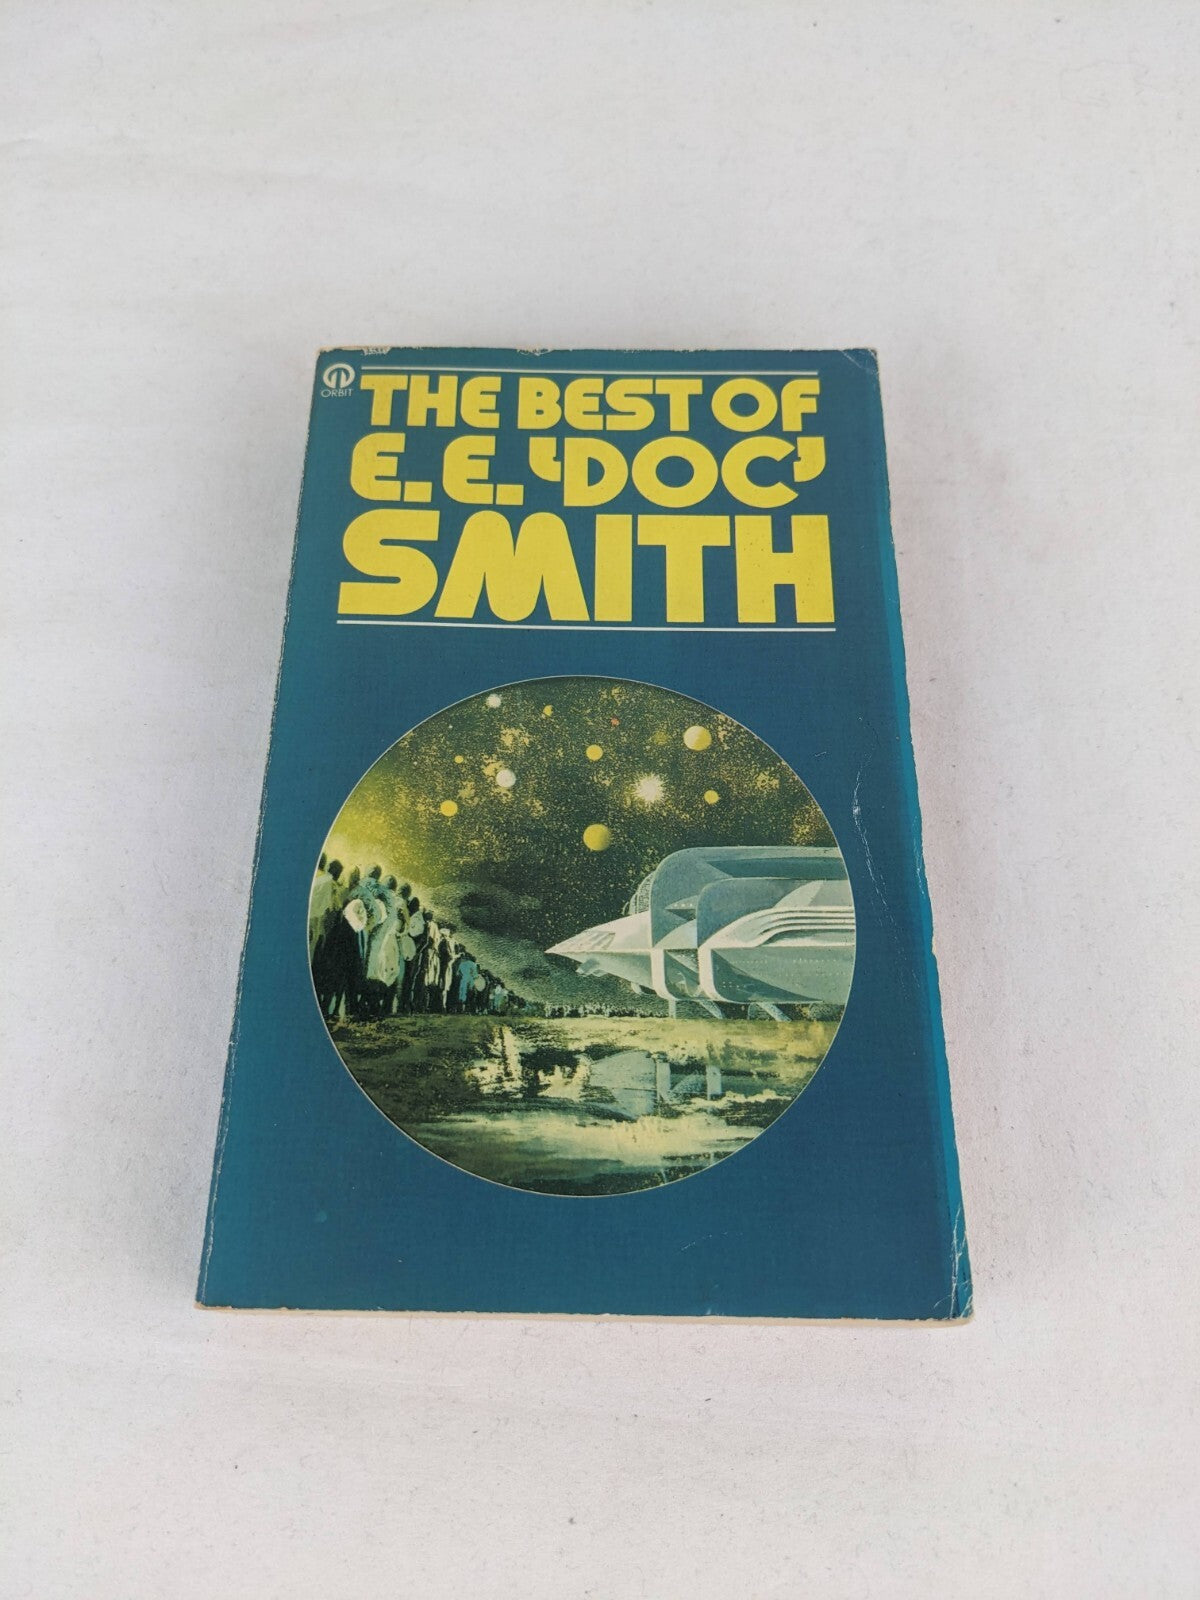 ORBIT
THE BEST OF
E. E. 'DOC'
SMITH